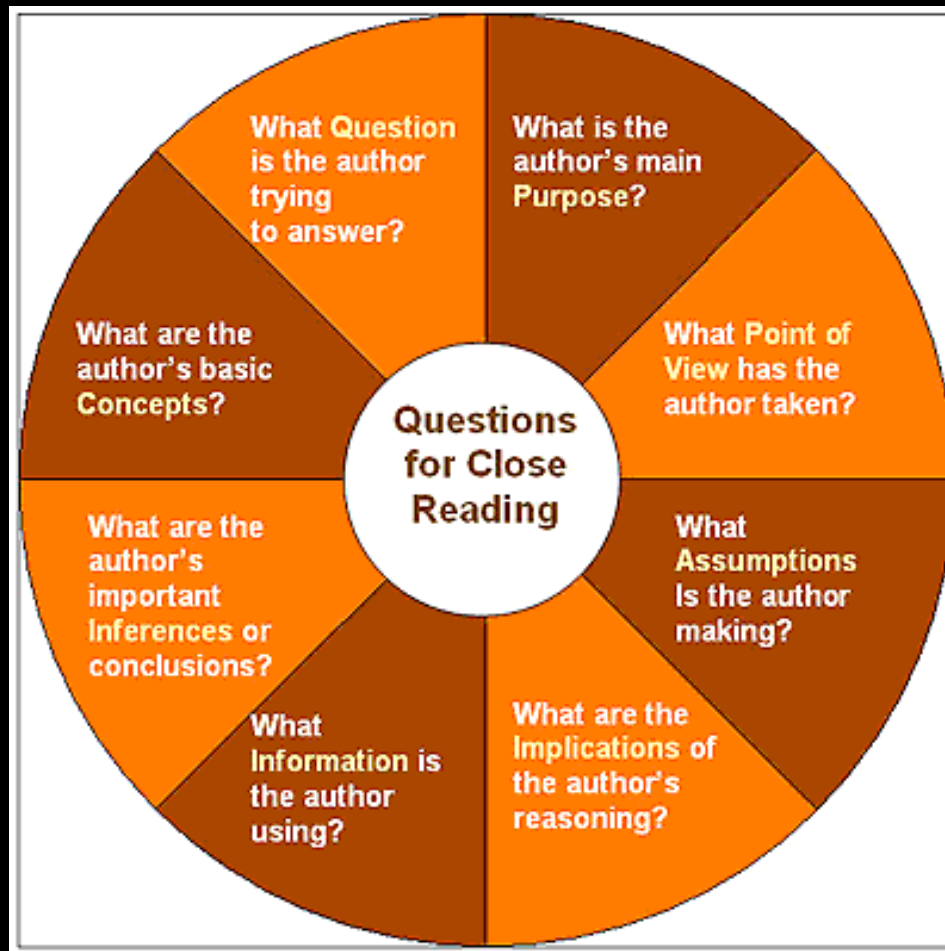 What Question
is the author
trying
to answer?
What is the
author's main
Purpose?
What Point of
View has the
author taken?
What
Assumptions
Is the author
making?
What are the
Implications of
the author's
reasoning?
What
Information is
the author
using?
What are the
author's
important
Inferences or
conclusions?
What are the
author's basic
Concepts?
Questions
for Close
Reading